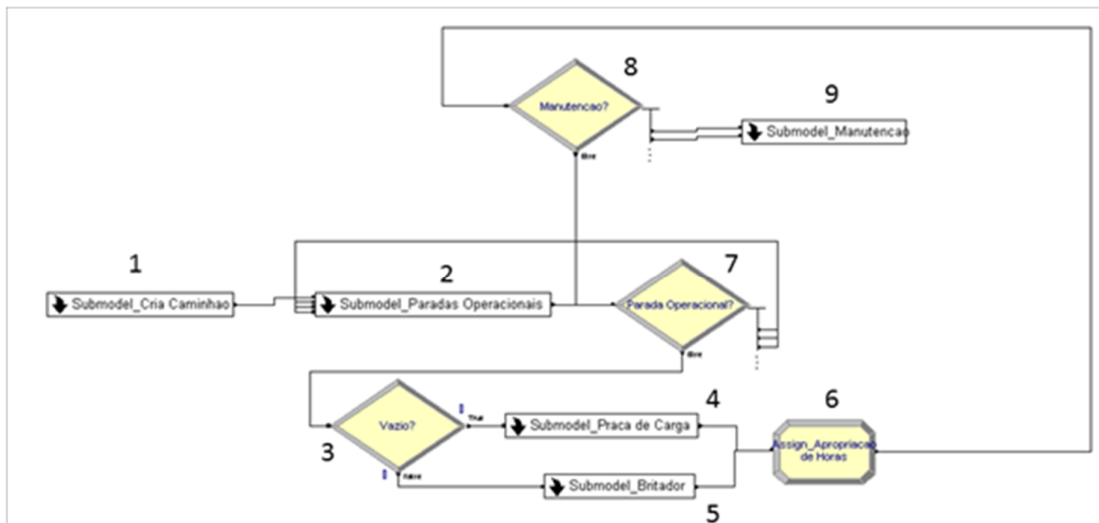 8
Manutencao?
9
Submodel_Manutencao
Else
1
Submodel_Cria Caminhao
2
Submodel_Paradas Operacionais
7
Parada Operacional?
Else
3
Vazio?
True
False
4
Submodel_Praca de Carga
5
Submodel_Britador
6
Assign_Apropriacao
de Horas